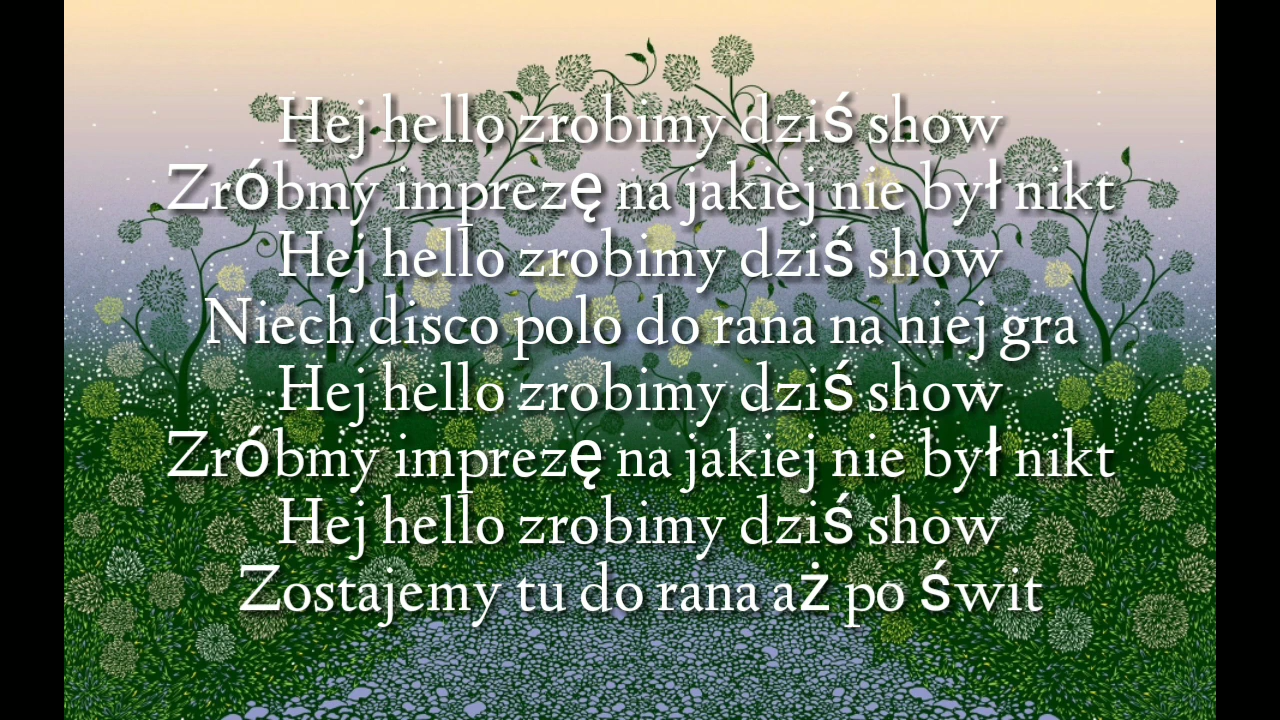 Hej hello zrobimy dziś show
Zróbmy imprezę na jakiej nie był nikt
Hej hello zrobimy dziś show
Niech disco polo do rana na niej gra
Hej hello zrobimy dziś show
Zróbmy imprezę na jakiej nie był nikt
Hej hello zrobimy dziś show
Zostajemy tu do rana aż po świt